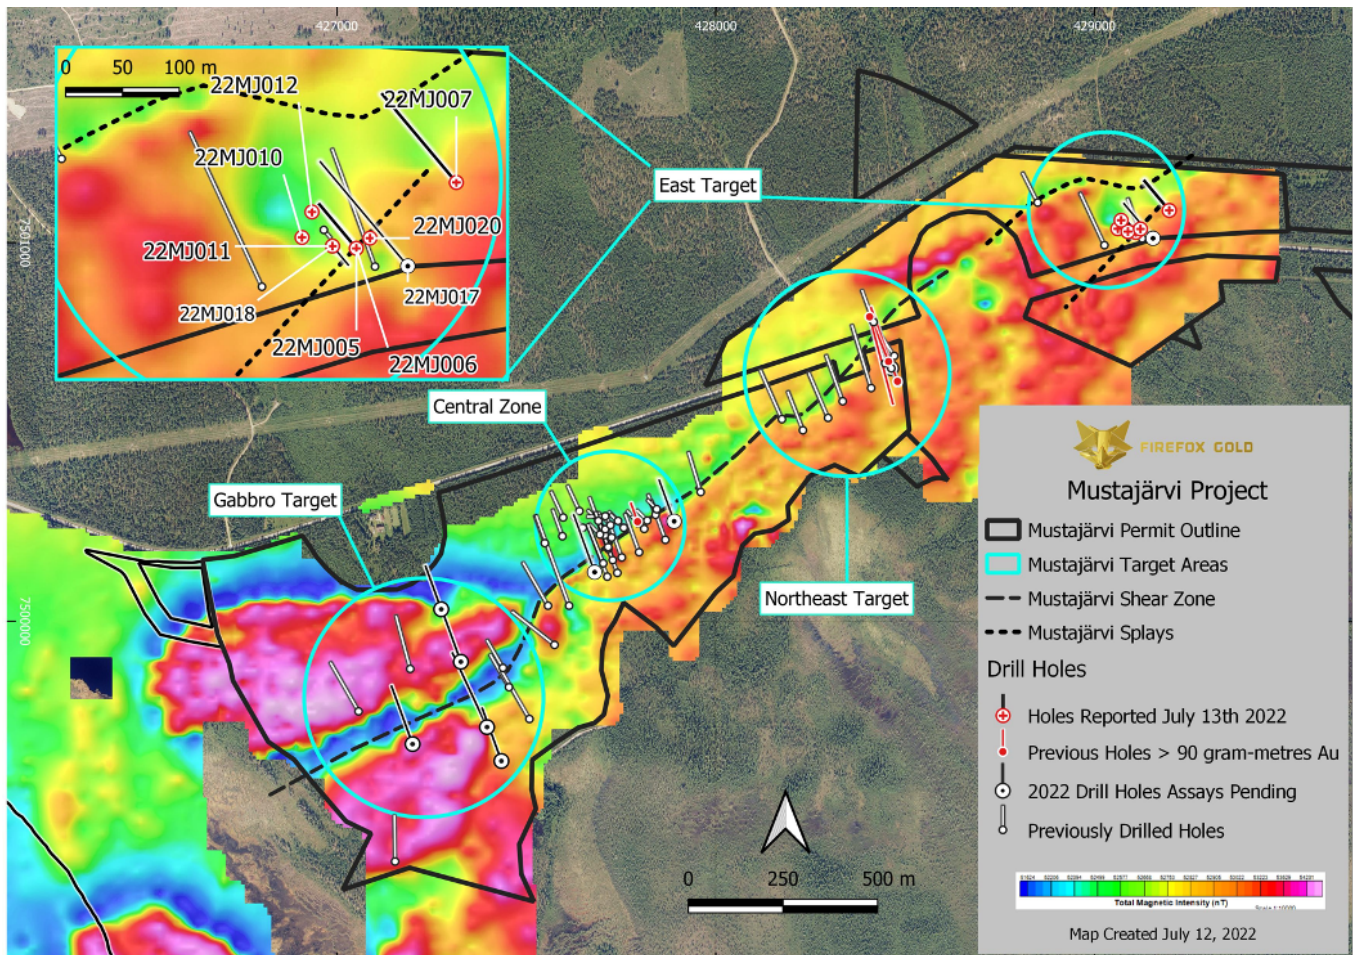 427000
428000
429000
7501000
7500000
0 50 100 m
22MJ012
22MJ007
22MJ010
22MJ011
22MJ020
22MJ017
22MJ018
22MJ005
22MJ006
East Target
Central Zone
Gabbro Target
Northeast Target
0 250 500 m
FIREFOX GOLD
Mustajärvi Project
Mustajärvi Permit Outline
Mustajärvi Target Areas
Mustajärvi Shear Zone
Mustajärvi Splays
Drill Holes
Holes Reported July 13th 2022
Previous Holes > 90 gram-metres Au
2022 Drill Holes Assays Pending
Previously Drilled Holes
Total Magnetic Intensity (nT)
Map Created July 12, 2022